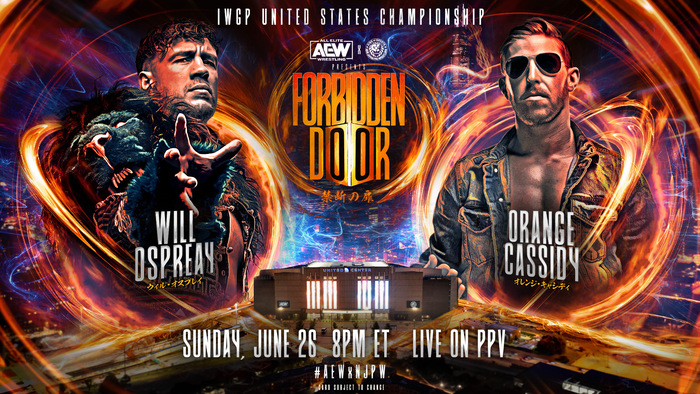 IWGP UNITED STATES CHAMPIONSHIP
ALL ELITE
AEW
WRESTLING
X
PRESENTS
FORBIDDEN
DOOR
禁断の扉
WILL
OSPREAY
ウィル・オスプレイ
ORANGE
CASSIDY
オレンジ・キャシディ
UNITED CENTER
SUNDAY, JUNE 26 8PM ET LIVE ON PPV
#AEWxNJPW
CARD SUBJECT TO CHANGE